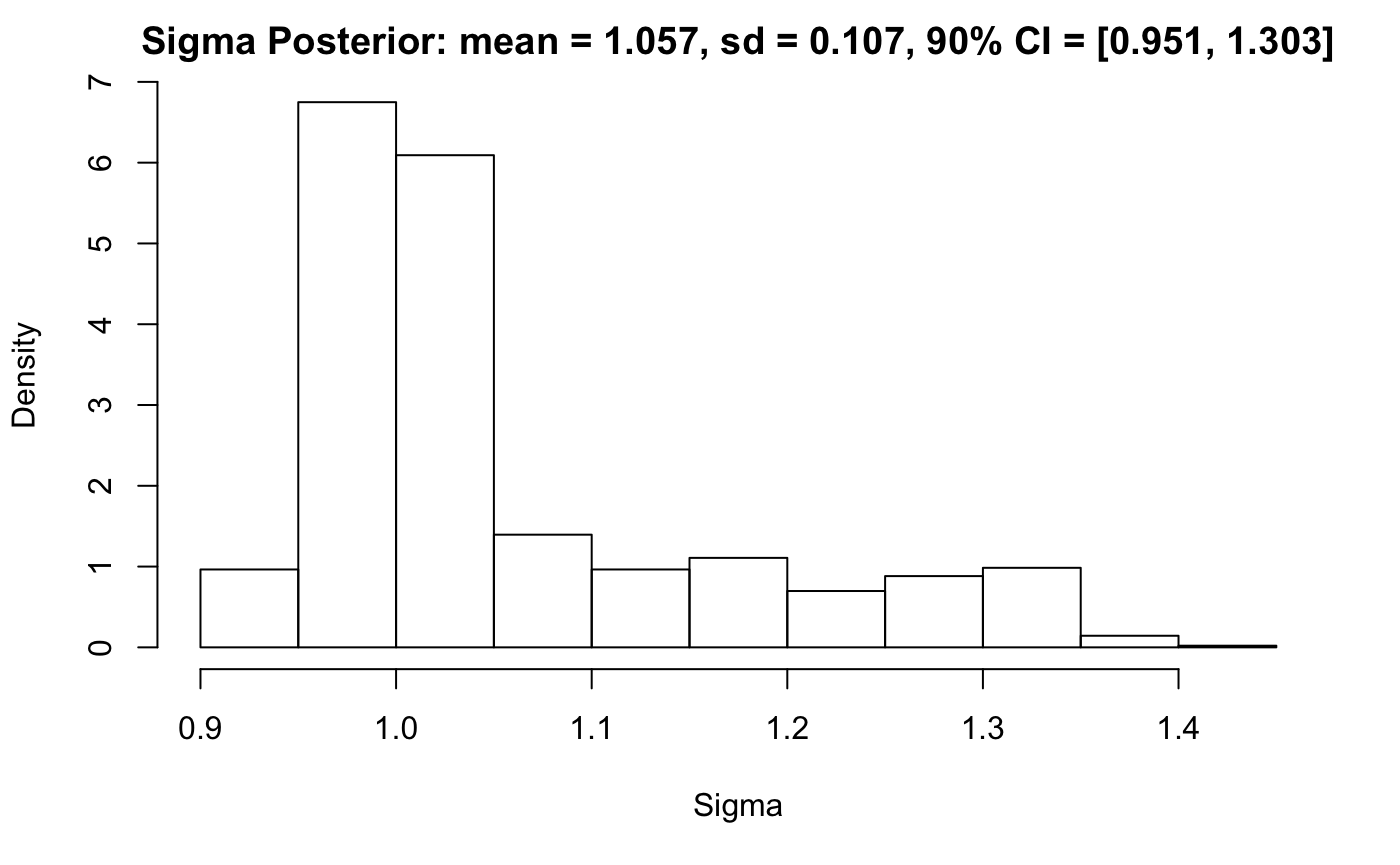 Sigma Posterior: mean = 1.057, sd = 0.107, 90% CI = [0.951, 1.303]
7
6
5
4
3
2
1
0
Density
0.9 1.0 1.1 1.2 1.3 1.4
Sigma